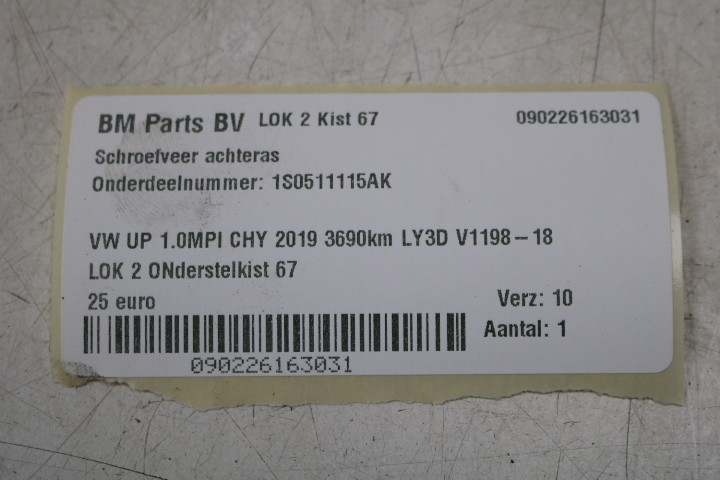 BM Parts BV LOK 2 Kist 67 090226163031
Schroefveer achteras
Onderdeelnummer: 1S0511115AK
VW UP 1.0MPI CHY 2019 3690km LY3D V1198-18
LOK 2 ONderstelkist 67
25 euro Verz: 10
Aantal: 1
090226163031